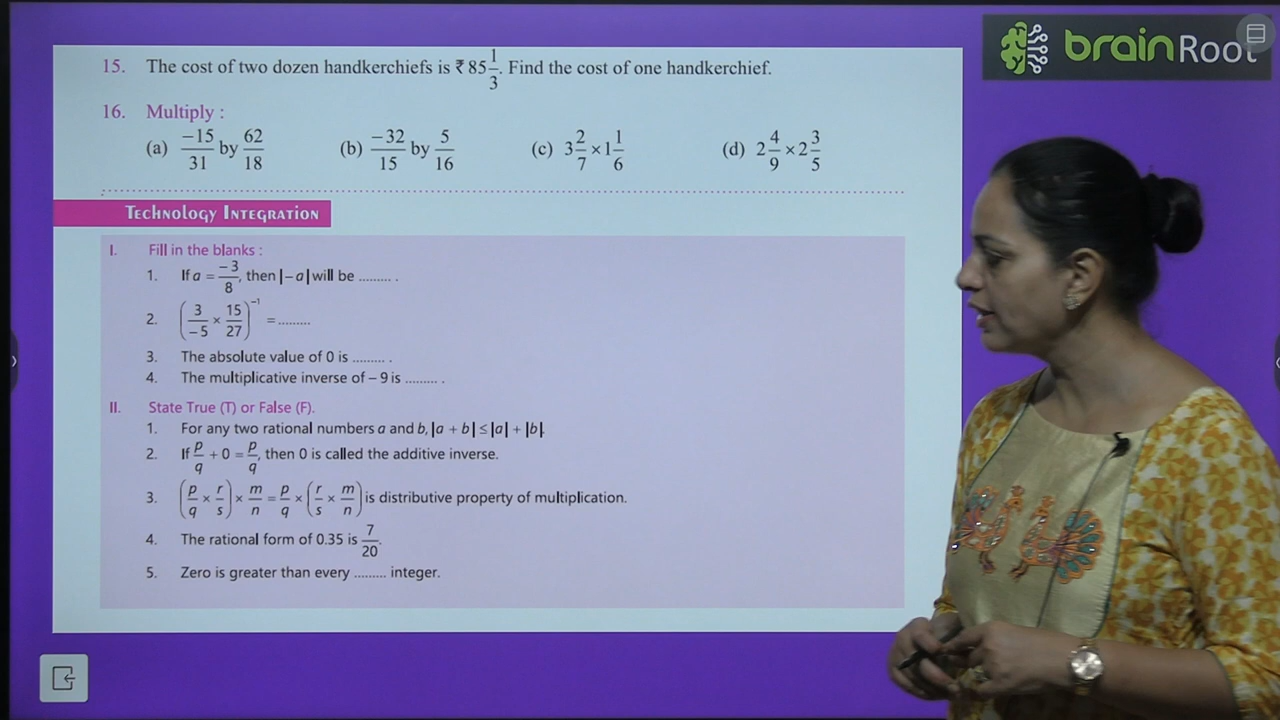 brainRoot
15. The cost of two dozen handkerchiefs is ₹ 85 1/3. Find the cost of one handkerchief.
16. Multiply :
(a) −15/31 by 62/18 (b) −32/15 by 5/16 (c) 3 2/7 × 1 1/6 (d) 2 4/9 × 2 3/5
Technology Integration
I. Fill in the blanks :
1. If a = −3/8, then |−a| will be ......... .
2. (3/−5 × 15/27)⁻¹ = .........
3. The absolute value of 0 is ......... .
4. The multiplicative inverse of − 9 is ......... .
II. State True (T) or False (F).
1. For any two rational numbers a and b, |a + b| ≤ |a| + |b|.
2. If p/q + 0 = p/q, then 0 is called the additive inverse.
3. (p/q × r/s) × m/n = p/q × (r/s × m/n) is distributive property of multiplication.
4. The rational form of 0.35 is 7/20.
5. Zero is greater than every ......... integer.